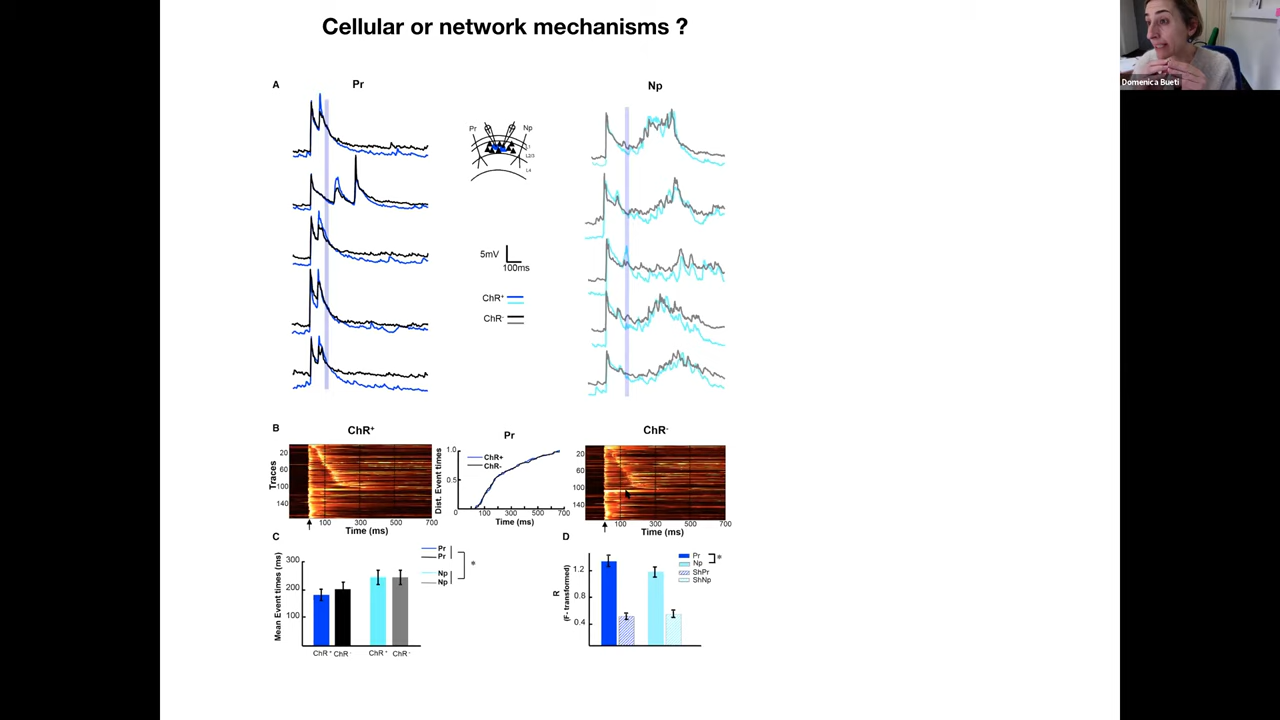 Cellular or network mechanisms ?
Domenica Bueti
A
Pr
Np
Pr
Np
L2/3
L4
5mV
100ms
ChR+
ChR-
B
ChR+
Pr
ChR-
Traces
20
60
100
140
100
300
500
700
Time (ms)
Dist. Event times
1.0
0.5
0
ChR+
ChR-
100
300
500
700
Time (ms)
20
60
100
140
100
300
500
700
Time (ms)
C
Mean Event times (ms)
300
200
100
ChR+
ChR-
ChR+
ChR-
Pr
Pr
Np
Np
*
D
R
(F- transformed)
1.2
0.8
0.4
Pr
Np
ShPr
ShNp
*